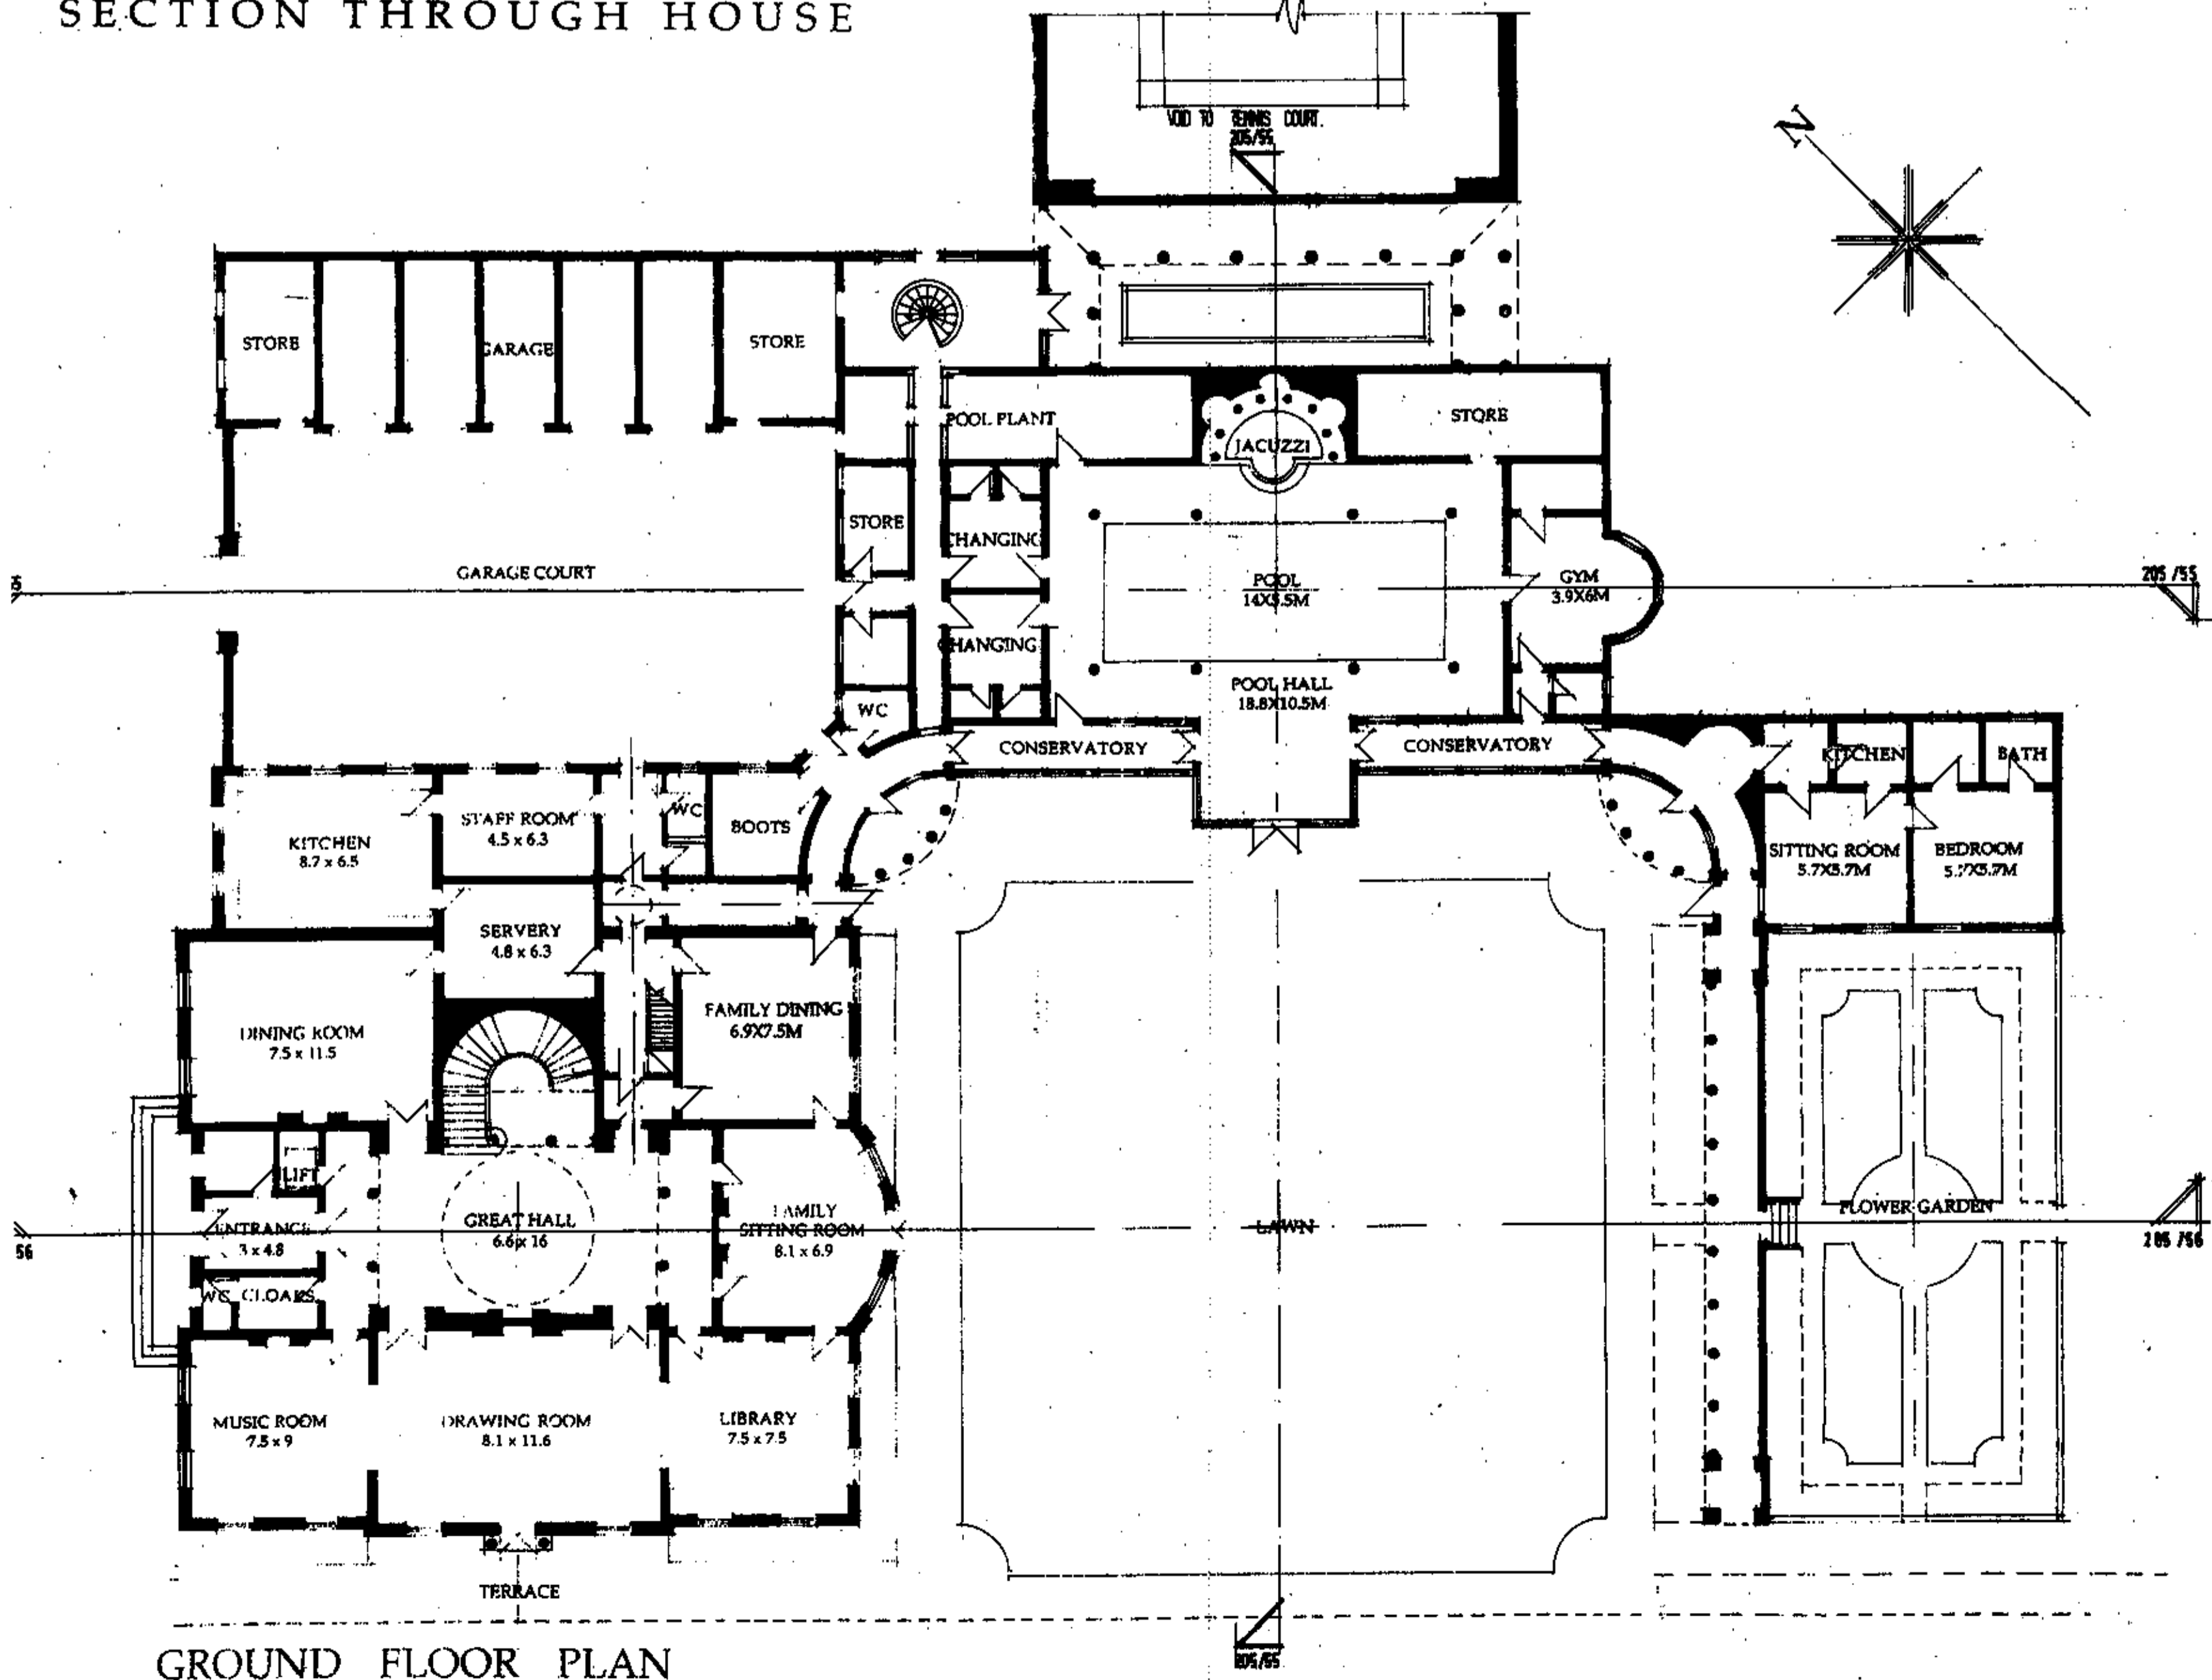 SECTION THROUGH HOUSE
VOID TO TENNIS COURT.
205/55
N
STORE
GARAGE
STORE
POOL PLANT
JACUZZI
STORE
STORE
CHANGING
GARAGE COURT
POOL
GYM
3.9X6M
205/55
CHANGING
POOL HALL
18.8X10.5M
WC
CONSERVATORY
CONSERVATORY
KITCHEN
BATH
STAFF ROOM
4.5 x 6.3
WC
BOOTS
KITCHEN
8.7 x 6.5
SITTING ROOM
5.7X5.7M
BEDROOM
SERVERY
4.8 x 6.3
FAMILY DINING
6.9X7.5M
DINING ROOM
7.5 x 11.5
LIFT
ENTRANCE
3 x 4.8
GREAT HALL
FAMILY
SITTING ROOM
8.1 x 6.9
LAWN
FLOWER GARDEN
56
205/56
WC CLOAKS
MUSIC ROOM
7.5 x 9
DRAWING ROOM
8.1 x 11.6
LIBRARY
7.5 x 7.5
TERRACE
205/55
GROUND FLOOR PLAN